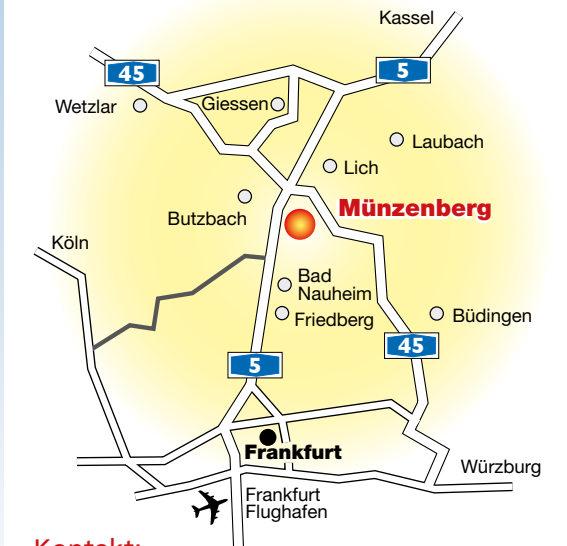 Kassel
45
5
Wetzlar
Giessen
Laubach
Lich
Münzenberg
Butzbach
Köln
Bad
Nauheim
Friedberg
Büdingen
45
5
Frankfurt
Würzburg
Frankfurt
Flughafen
Kontakt: